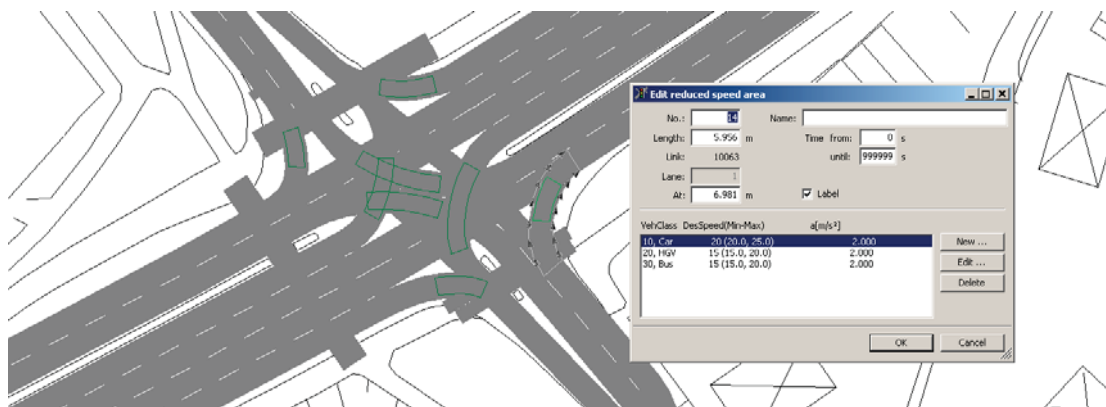 Edit reduced speed area
No.: 14 Name:
Length: 5.956 m Time from: 0 s
Link: 10063 until: 999999 s
Lane: 1
At: 6.981 m Label
VehClass DesSpeed(Min-Max) a[m/s²]
10, Car 20 (20.0, 25.0) 2.000
20, HGV 15 (15.0, 20.0) 2.000
30, Bus 15 (15.0, 20.0) 2.000
New ...
Edit ...
Delete
OK Cancel